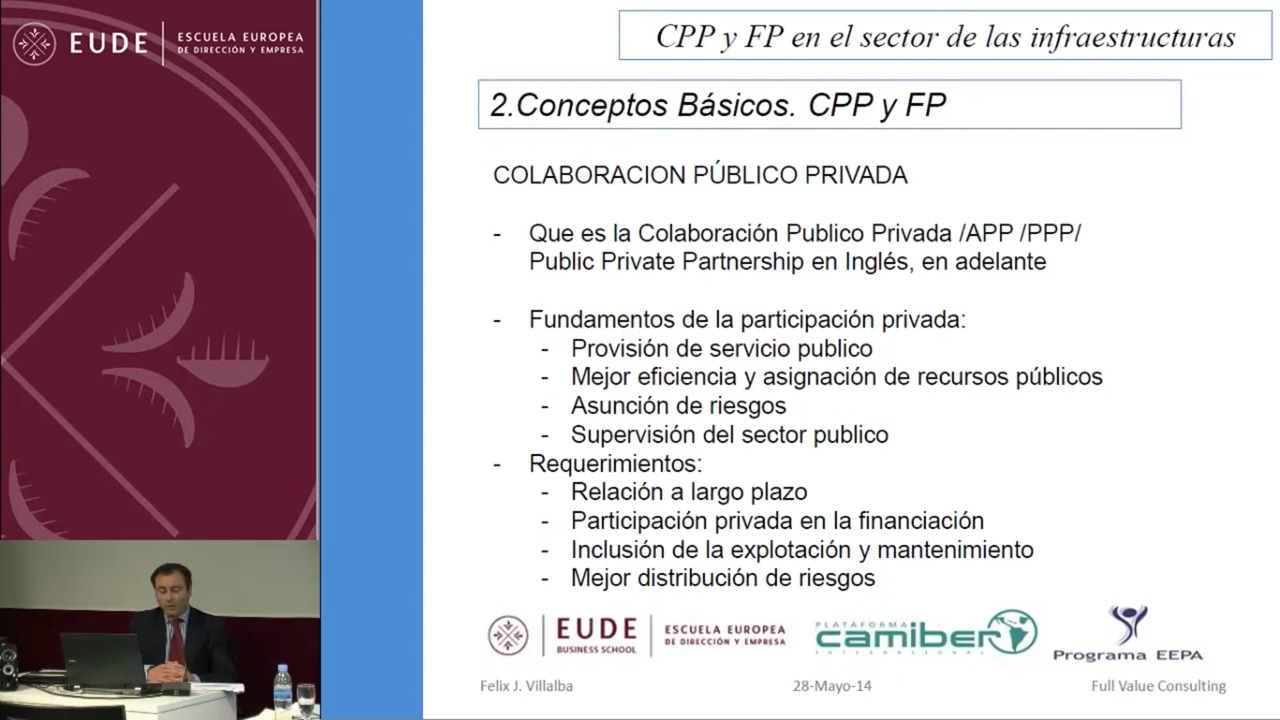 EUDE
ESCUELA EUROPEA
DE DIRECCIÓN Y EMPRESA
CPP y FP en el sector de las infraestructuras
2.Conceptos Básicos. CPP y FP
COLABORACION PÚBLICO PRIVADA
- Que es la Colaboración Publico Privada /APP /PPP/
Public Private Partnership en Inglés, en adelante
- Fundamentos de la participación privada:
- Provisión de servicio publico
- Mejor eficiencia y asignación de recursos públicos
- Asunción de riesgos
- Supervisión del sector publico
- Requerimientos:
- Relación a largo plazo
- Participación privada en la financiación
- Inclusión de la explotación y mantenimiento
- Mejor distribución de riesgos
EUDE
BUSINESS SCHOOL
ESCUELA EUROPEA
DE DIRECCIÓN Y EMPRESA
PLATAFORMA
camiber
INTERNACIONAL
Programa EEPA
Felix J. Villalba
28-Mayo-14
Full Value Consulting